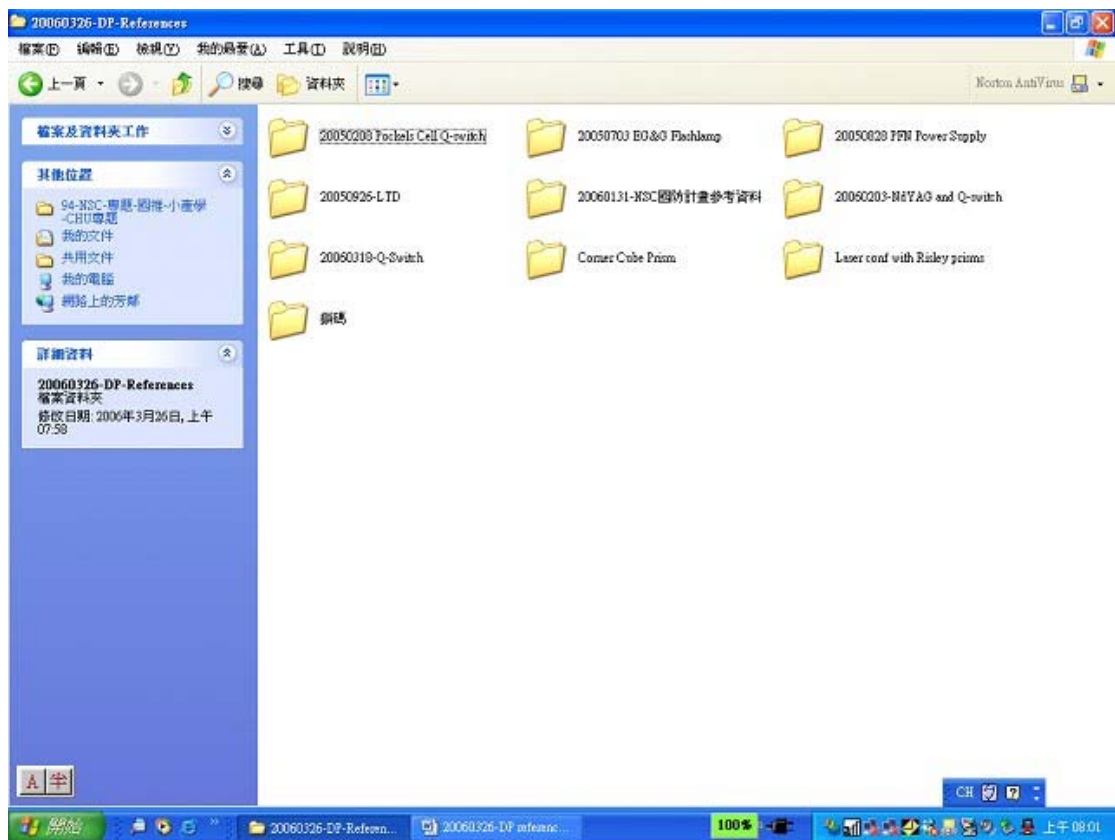 20060326-DP-References
檔案(F) 編輯(E) 檢視(V) 我的最愛(A) 工具(T) 說明(H)
上一頁 搜尋 資料夾 Norton AntiVirus
檔案及資料夾工作
其他位置
94-NSC-專題-國推-小產學
-CHU專題
我的文件
共用文件
我的電腦
網路上的芳鄰
詳細資料
20060326-DP-References
檔案資料夾
修改日期: 2006年3月26日, 上午
07:58
20050208 Pockels Cell Q-switch
20050703 EG&G Flashlamp
20050828 PFN Power Supply
20050926-LTD
20060131-NSC國防計畫參考資料
20060203-NdYAG and Q-switch
20060318-Q-Switch
Corner Cube Prism
Laser conf with Risley prisms
鎖碼
A 半
CH
開始 20060326-DP-Referen... 20060326-DP referenc... 100% 上午 08:01